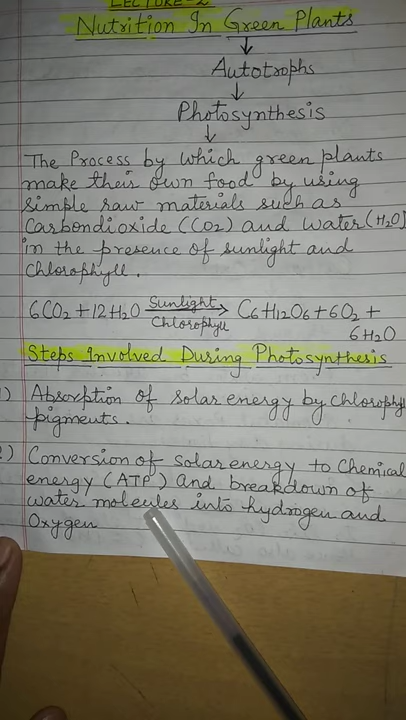 LECTURE-2
Nutrition In Green Plants
↓
Autotrophs
↓
Photosynthesis
↓
The Process by which green plants
make their own food by using
simple raw materials such as
Carbondioxide (CO2) and Water (H2O)
in the presence of sunlight and
Chlorophyll.
6CO2 + 12H2O Sunlight→ Chlorophyll C6H12O6 + 6O2 +
6H2O
Steps Involved During Photosynthesis
1) Absorption of solar energy by Chlorophyll
pigments.
2) Conversion of solar energy to Chemical
energy (ATP) and breakdown of
water molecules into hydrogen and
Oxygen